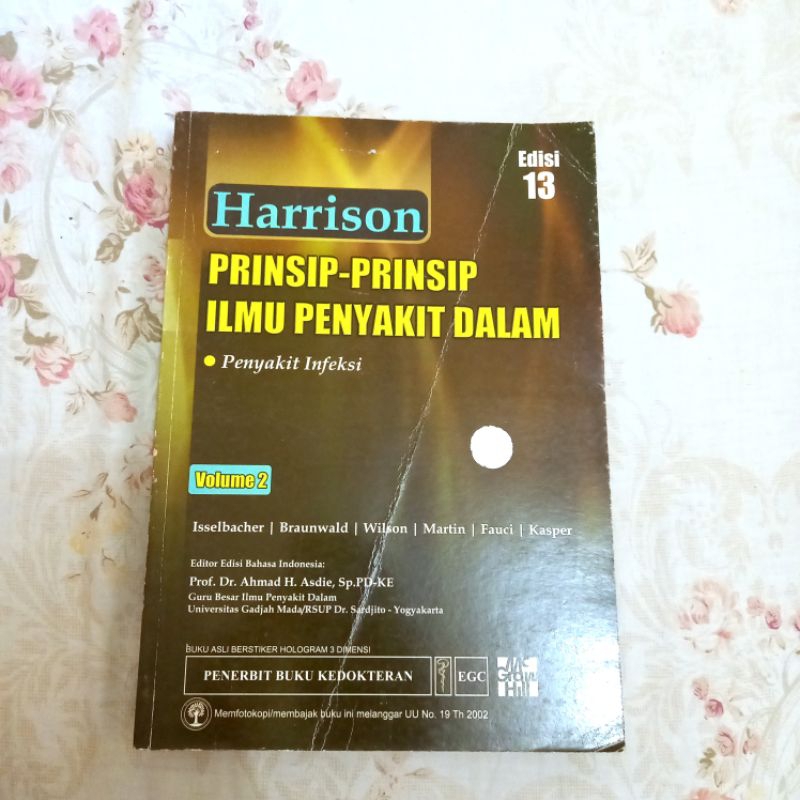 Edisi
13
Harrison
PRINSIP-PRINSIP
ILMU PENYAKIT DALAM
Penyakit Infeksi
Volume 2
Isselbacher | Braunwald | Wilson | Martin | Fauci | Kasper
Editor Edisi Bahasa Indonesia:
Prof. Dr. Ahmad H. Asdie, Sp.PD-KE
Guru Besar Ilmu Penyakit Dalam
Universitas Gadjah Mada/RSUP Dr. Sardjito - Yogyakarta
BUKU ASLI BERSTIKER HOLOGRAM 3 DIMENSI
PENERBIT BUKU KEDOKTERAN EGC
Mc
Graw
Hill
Memfotokopi/membajak buku ini melanggar UU No. 19 Th 2002